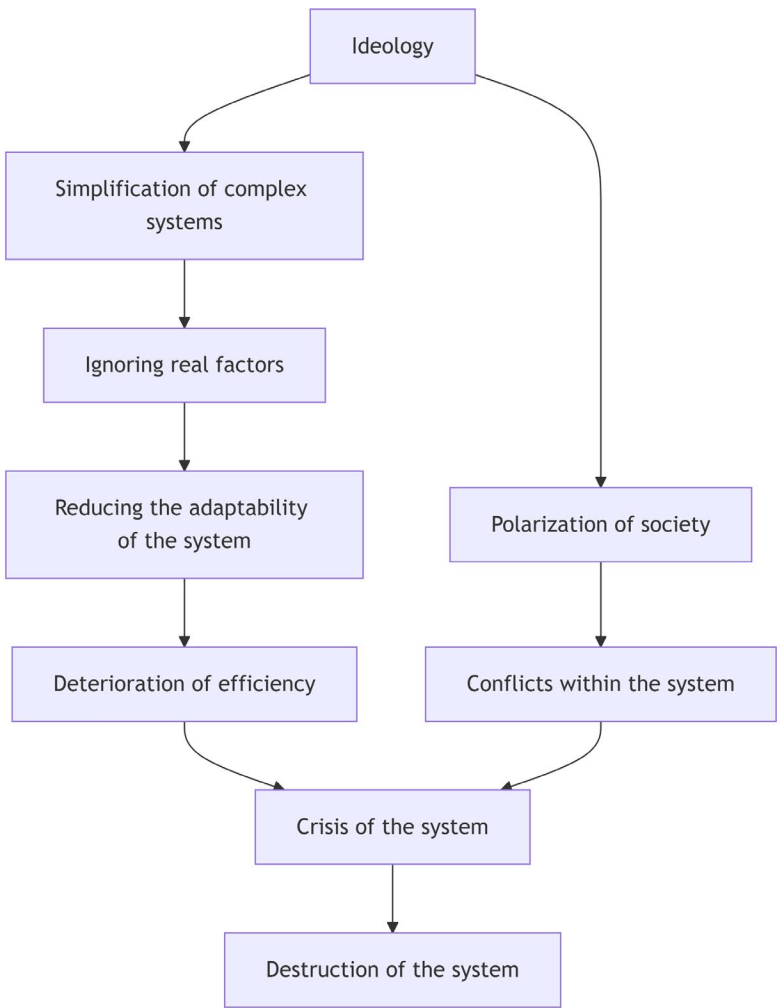 Ideology
Simplification of complex
systems
Ignoring real factors
Reducing the adaptability
of the system
Polarization of society
Deterioration of efficiency
Conflicts within the system
Crisis of the system
Destruction of the system